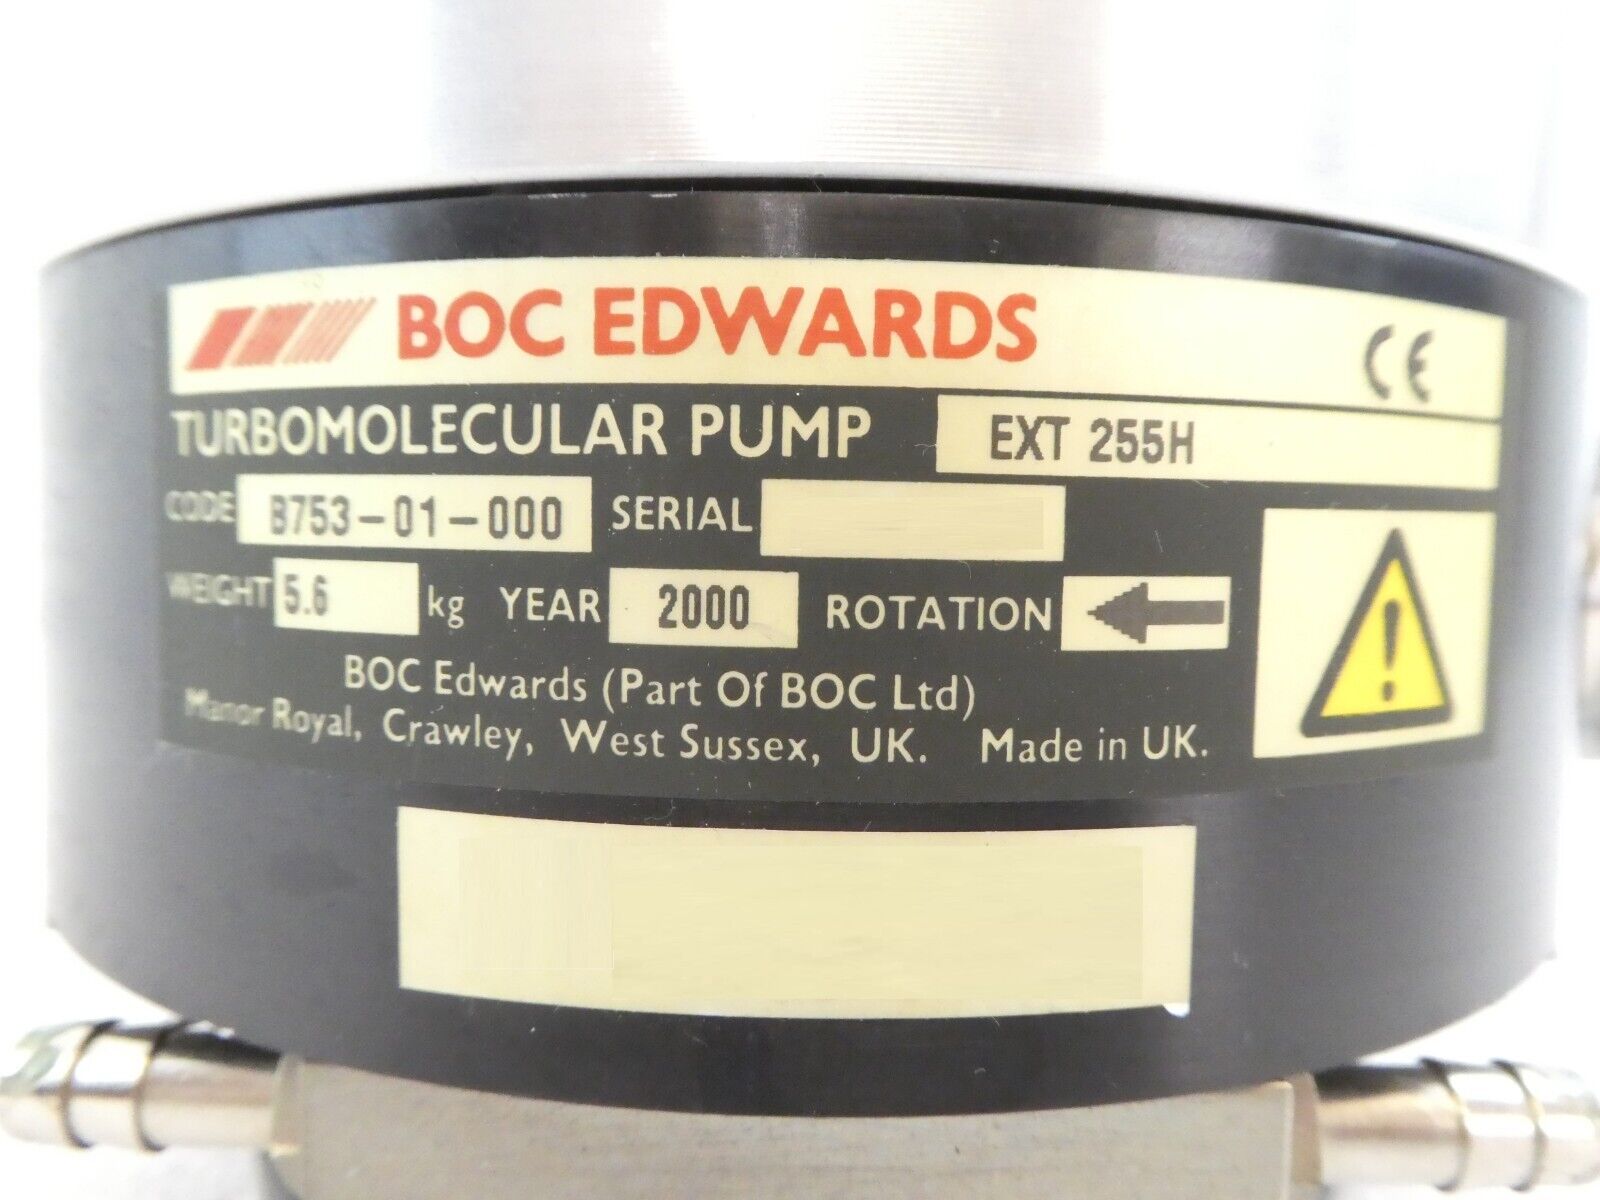 BOC EDWARDS CE
TURBOMOLECULAR PUMP EXT 255H
CODE B753-01-000 SERIAL
WEIGHT 5.6 kg YEAR 2000 ROTATION
BOC Edwards (Part Of BOC Ltd)
Manor Royal, Crawley, West Sussex, UK. Made in UK.